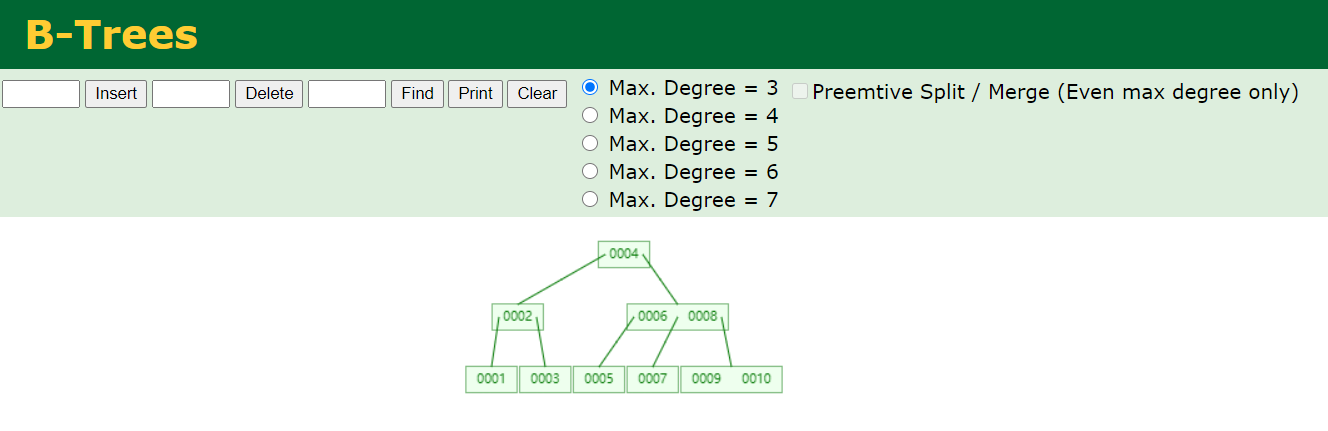 B-Trees
Insert Delete Find Print Clear
Max. Degree = 3
Max. Degree = 4
Max. Degree = 5
Max. Degree = 6
Max. Degree = 7
Preemtive Split / Merge (Even max degree only)
0004
0002 0006 0008
0001 0003 0005 0007 0009 0010